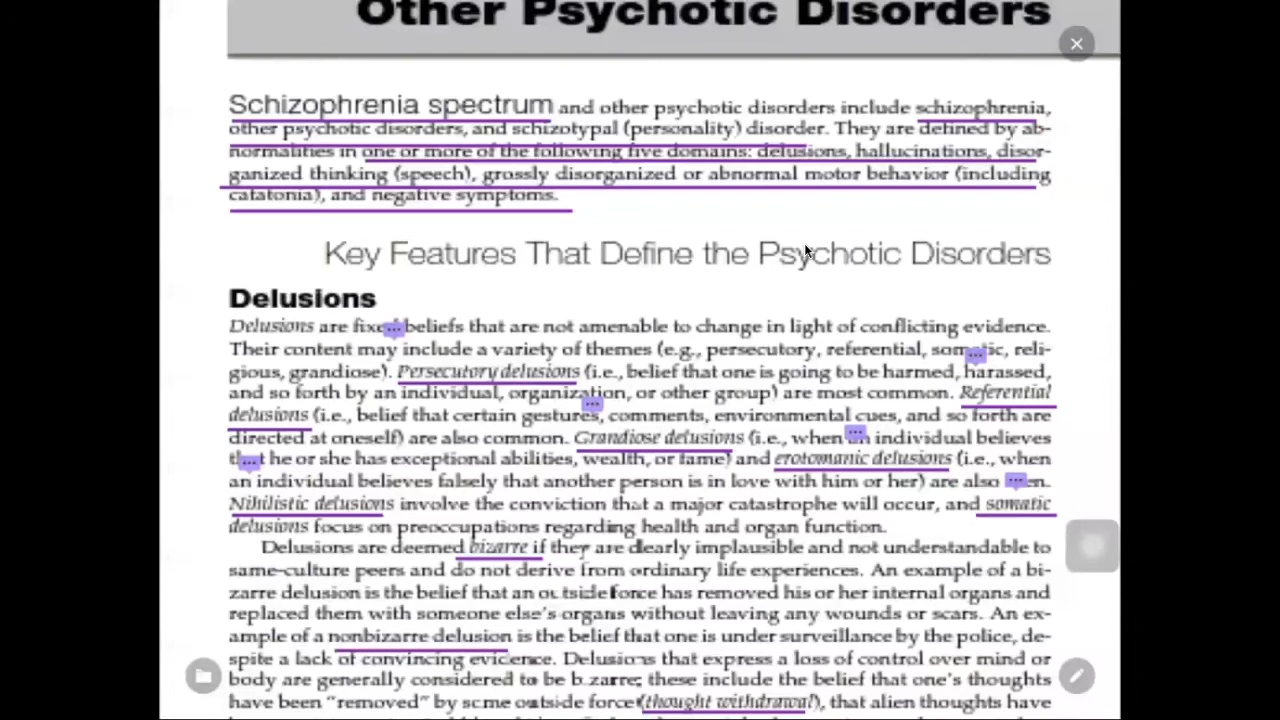 Other Psychotic Disorders
Schizophrenia spectrum and other psychotic disorders include schizophrenia,
other psychotic disorders, and schizotypal (personality) disorder. They are defined by ab-
normalities in one or more of the following five domains: delusions, hallucinations, disor-
ganized thinking (speech), grossly disorganized or abnormal motor behavior (including
catatonia), and negative symptoms.
Key Features That Define the Psychotic Disorders
Delusions
Delusions are fixed beliefs that are not amenable to change in light of conflicting evidence.
Their content may include a variety of themes (e.g., persecutory, referential, somatic, reli-
gious, grandiose). Persecutory delusions (i.e., belief that one is going to be harmed, harassed,
and so forth by an individual, organization, or other group) are most common. Referential
delusions (i.e., belief that certain gestures, comments, environmental cues, and so forth are
directed at oneself) are also common. Grandiose delusions (i.e., when an individual believes
that he or she has exceptional abilities, wealth, or fame) and erotomanic delusions (i.e., when
an individual believes falsely that another person is in love with him or her) are also seen.
Nihilistic delusions involve the conviction that a major catastrophe will occur, and somatic
delusions focus on preoccupations regarding health and organ function.
Delusions are deemed bizarre if they are clearly implausible and not understandable to
same-culture peers and do not derive from ordinary life experiences. An example of a bi-
zarre delusion is the belief that an outside force has removed his or her internal organs and
replaced them with someone else's organs without leaving any wounds or scars. An ex-
ample of a nonbizarre delusion is the belief that one is under surveillance by the police, de-
spite a lack of convincing evidence. Delusions that express a loss of control over mind or
body are generally considered to be bizarre; these include the belief that one's thoughts
have been "removed" by some outside force (thought withdrawal), that alien thoughts have